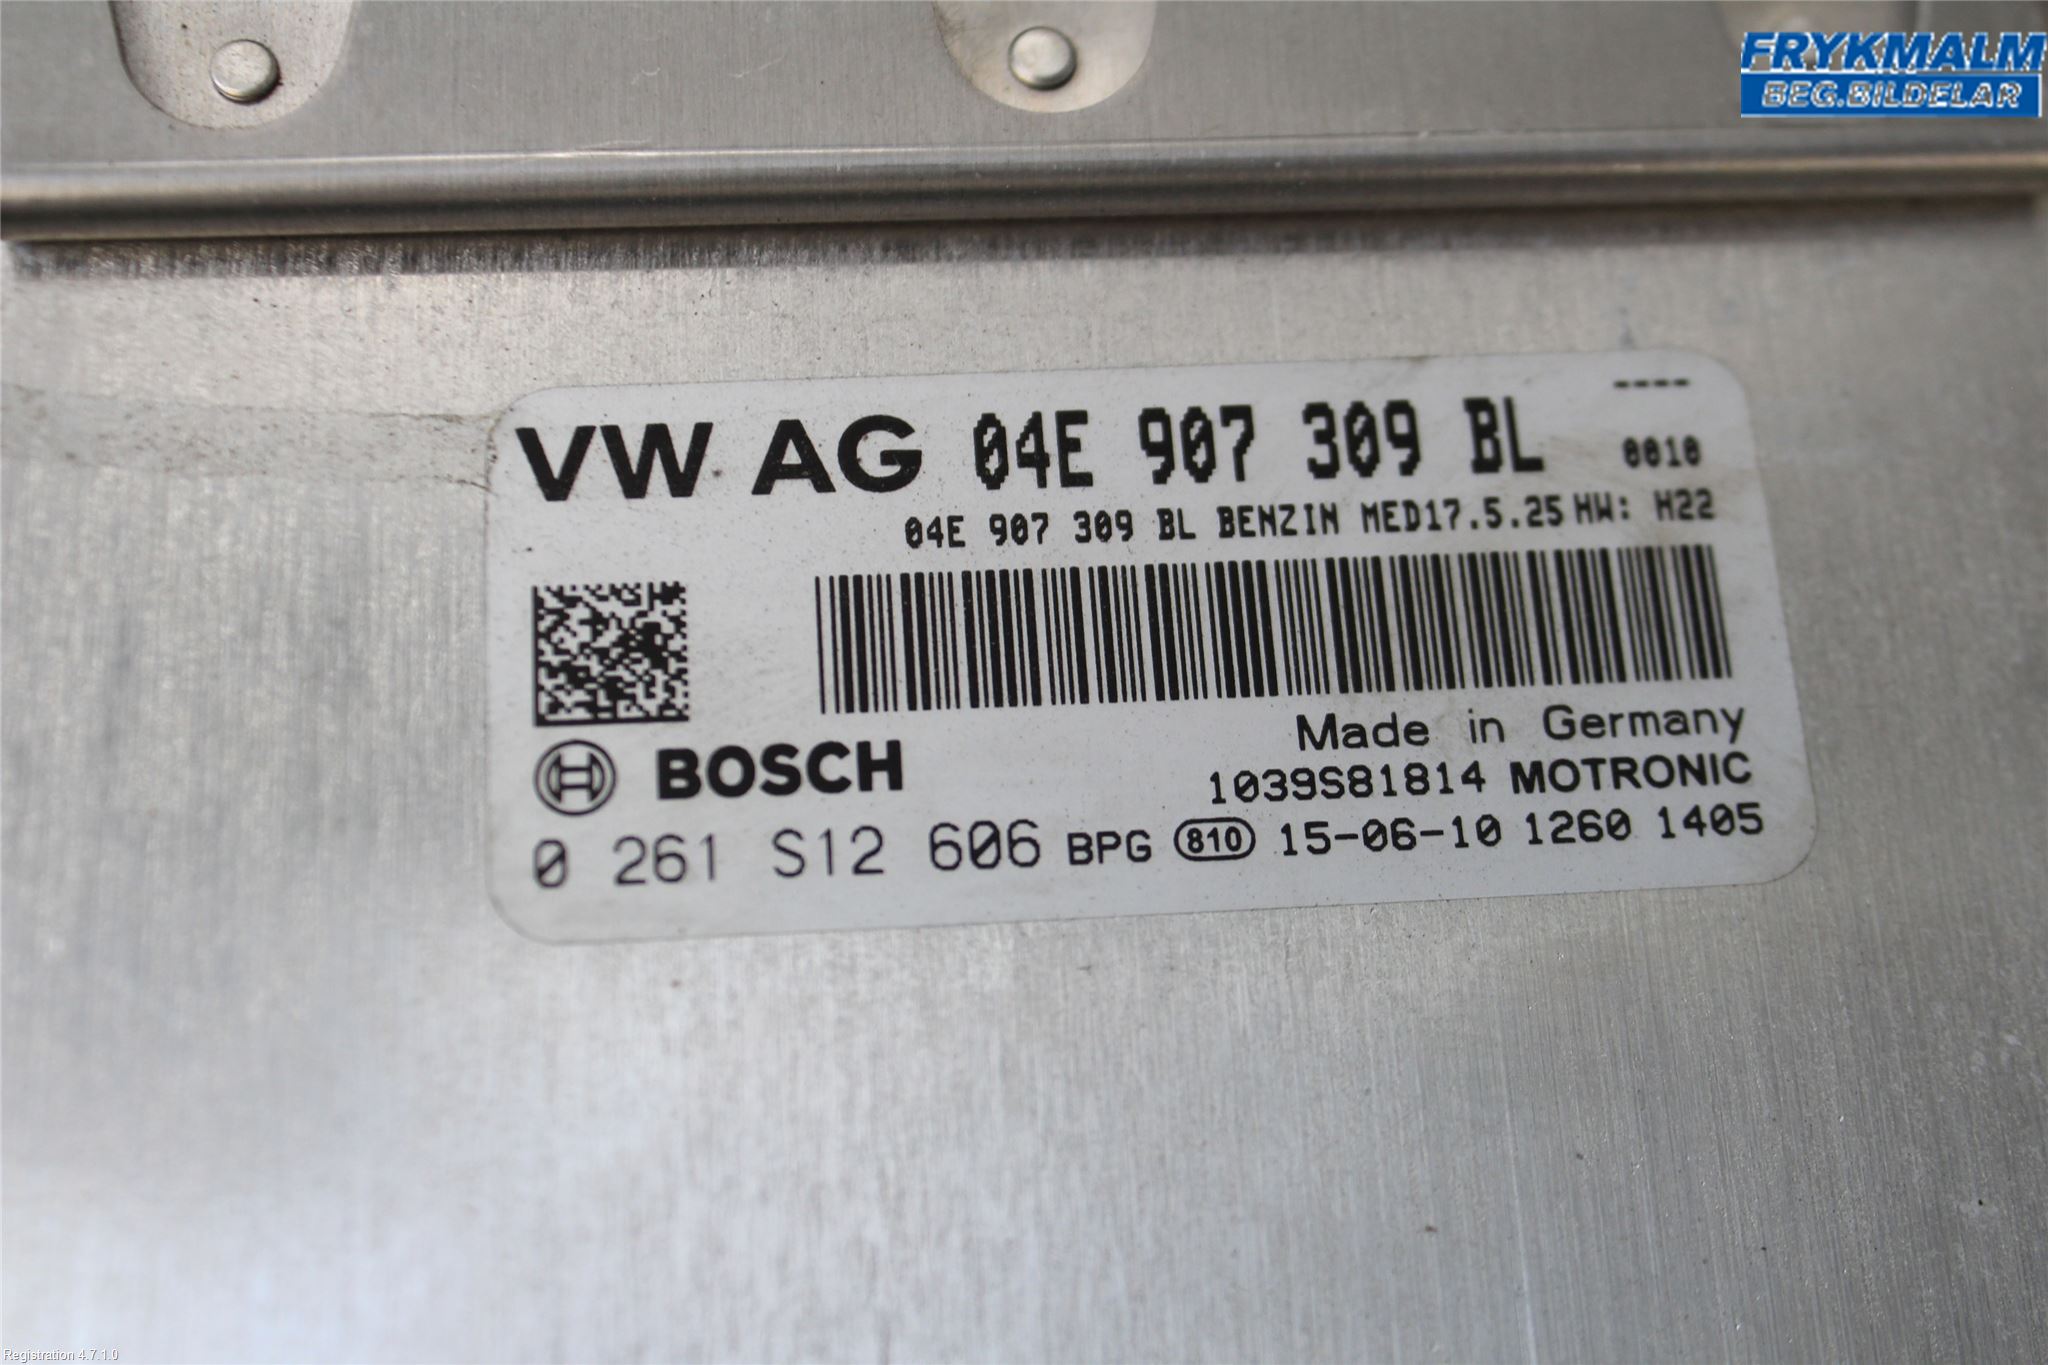 FRYKMALM
BEG.BILDELAR
----
VW AG 04E 907 309 BL 0010
04E 907 309 BL BENZIN MED17.5.25 HW: H22
Made in Germany
BOSCH 1039S81814 MOTRONIC
0 261 S12 606 BPG 810 15-06-10 1260 1405
Registration 4.7.1.0